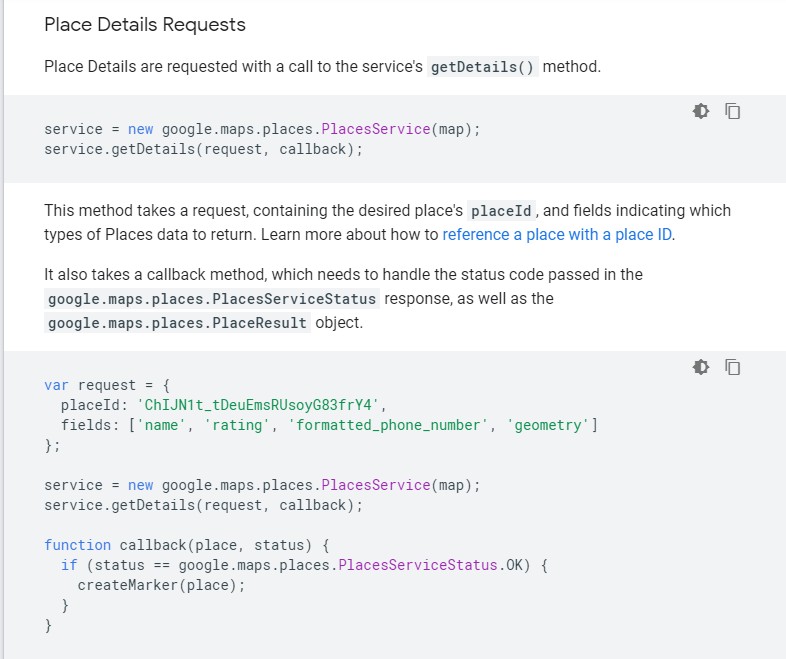 Place Details Requests
Place Details are requested with a call to the service's getDetails() method.
service = new google.maps.places.PlacesService(map);
service.getDetails(request, callback);
This method takes a request, containing the desired place's placeId, and fields indicating which
types of Places data to return. Learn more about how to reference a place with a place ID.
It also takes a callback method, which needs to handle the status code passed in the
google.maps.places.PlacesServiceStatus response, as well as the
google.maps.places.PlaceResult object.
var request = {
  placeId: 'ChIJN1t_tDeuEmsRUsoyG83frY4',
  fields: ['name', 'rating', 'formatted_phone_number', 'geometry']
};
service = new google.maps.places.PlacesService(map);
service.getDetails(request, callback);
function callback(place, status) {
  if (status == google.maps.places.PlacesServiceStatus.OK) {
    createMarker(place);
  }
}